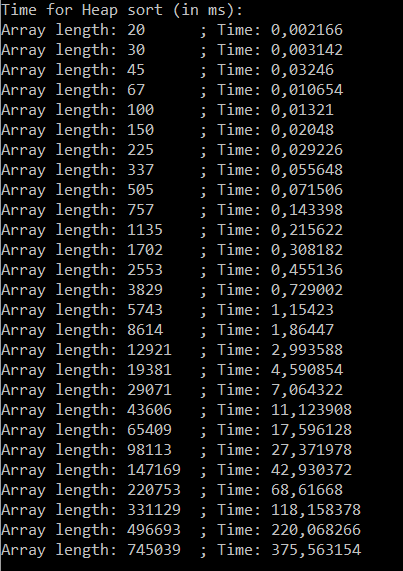 Time for Heap sort (in ms):
Array length: 20      ; Time: 0,002166
Array length: 30      ; Time: 0,003142
Array length: 45      ; Time: 0,03246
Array length: 67      ; Time: 0,010654
Array length: 100     ; Time: 0,01321
Array length: 150     ; Time: 0,02048
Array length: 225     ; Time: 0,029226
Array length: 337     ; Time: 0,055648
Array length: 505     ; Time: 0,071506
Array length: 757     ; Time: 0,143398
Array length: 1135    ; Time: 0,215622
Array length: 1702    ; Time: 0,308182
Array length: 2553    ; Time: 0,455136
Array length: 3829    ; Time: 0,729002
Array length: 5743    ; Time: 1,15423
Array length: 8614    ; Time: 1,86447
Array length: 12921   ; Time: 2,993588
Array length: 19381   ; Time: 4,590854
Array length: 29071   ; Time: 7,064322
Array length: 43606   ; Time: 11,123908
Array length: 65409   ; Time: 17,596128
Array length: 98113   ; Time: 27,371978
Array length: 147169  ; Time: 42,930372
Array length: 220753  ; Time: 68,61668
Array length: 331129  ; Time: 118,158378
Array length: 496693  ; Time: 220,068266
Array length: 745039  ; Time: 375,563154